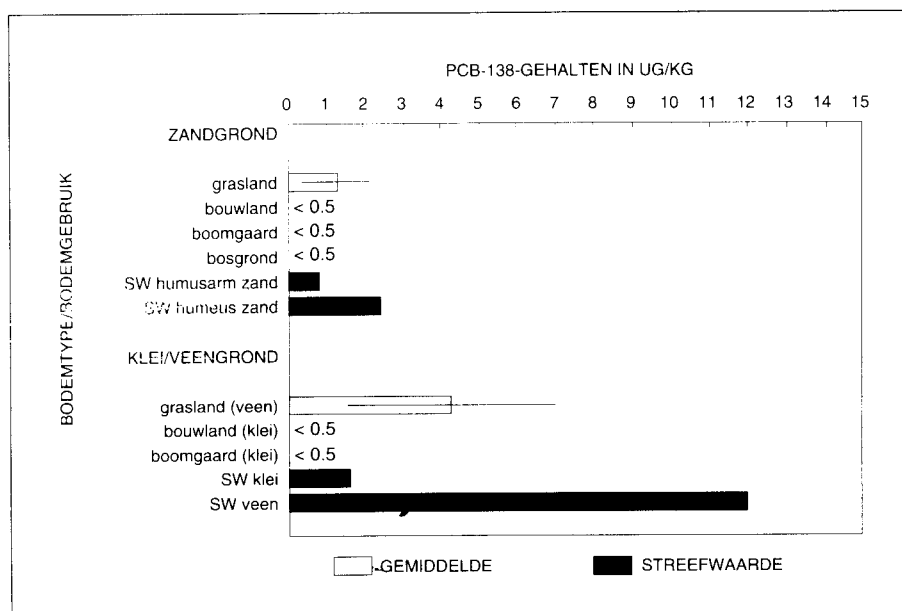 PCB-138-GEHALTEN IN UG/KG
0 1 2 3 4 5 6 7 8 9 10 11 12 13 14 15
BODEMTYPE/BODEMGEBRUIK
ZANDGROND
grasland
bouwland < 0.5
boomgaard < 0.5
bosgrond < 0.5
SW humusarm zand
SW humeus zand
KLEI/VEENGROND
grasland (veen)
bouwland (klei) < 0.5
boomgaard (klei) < 0.5
SW klei
SW veen
GEMIDDELDE STREEFWAARDE